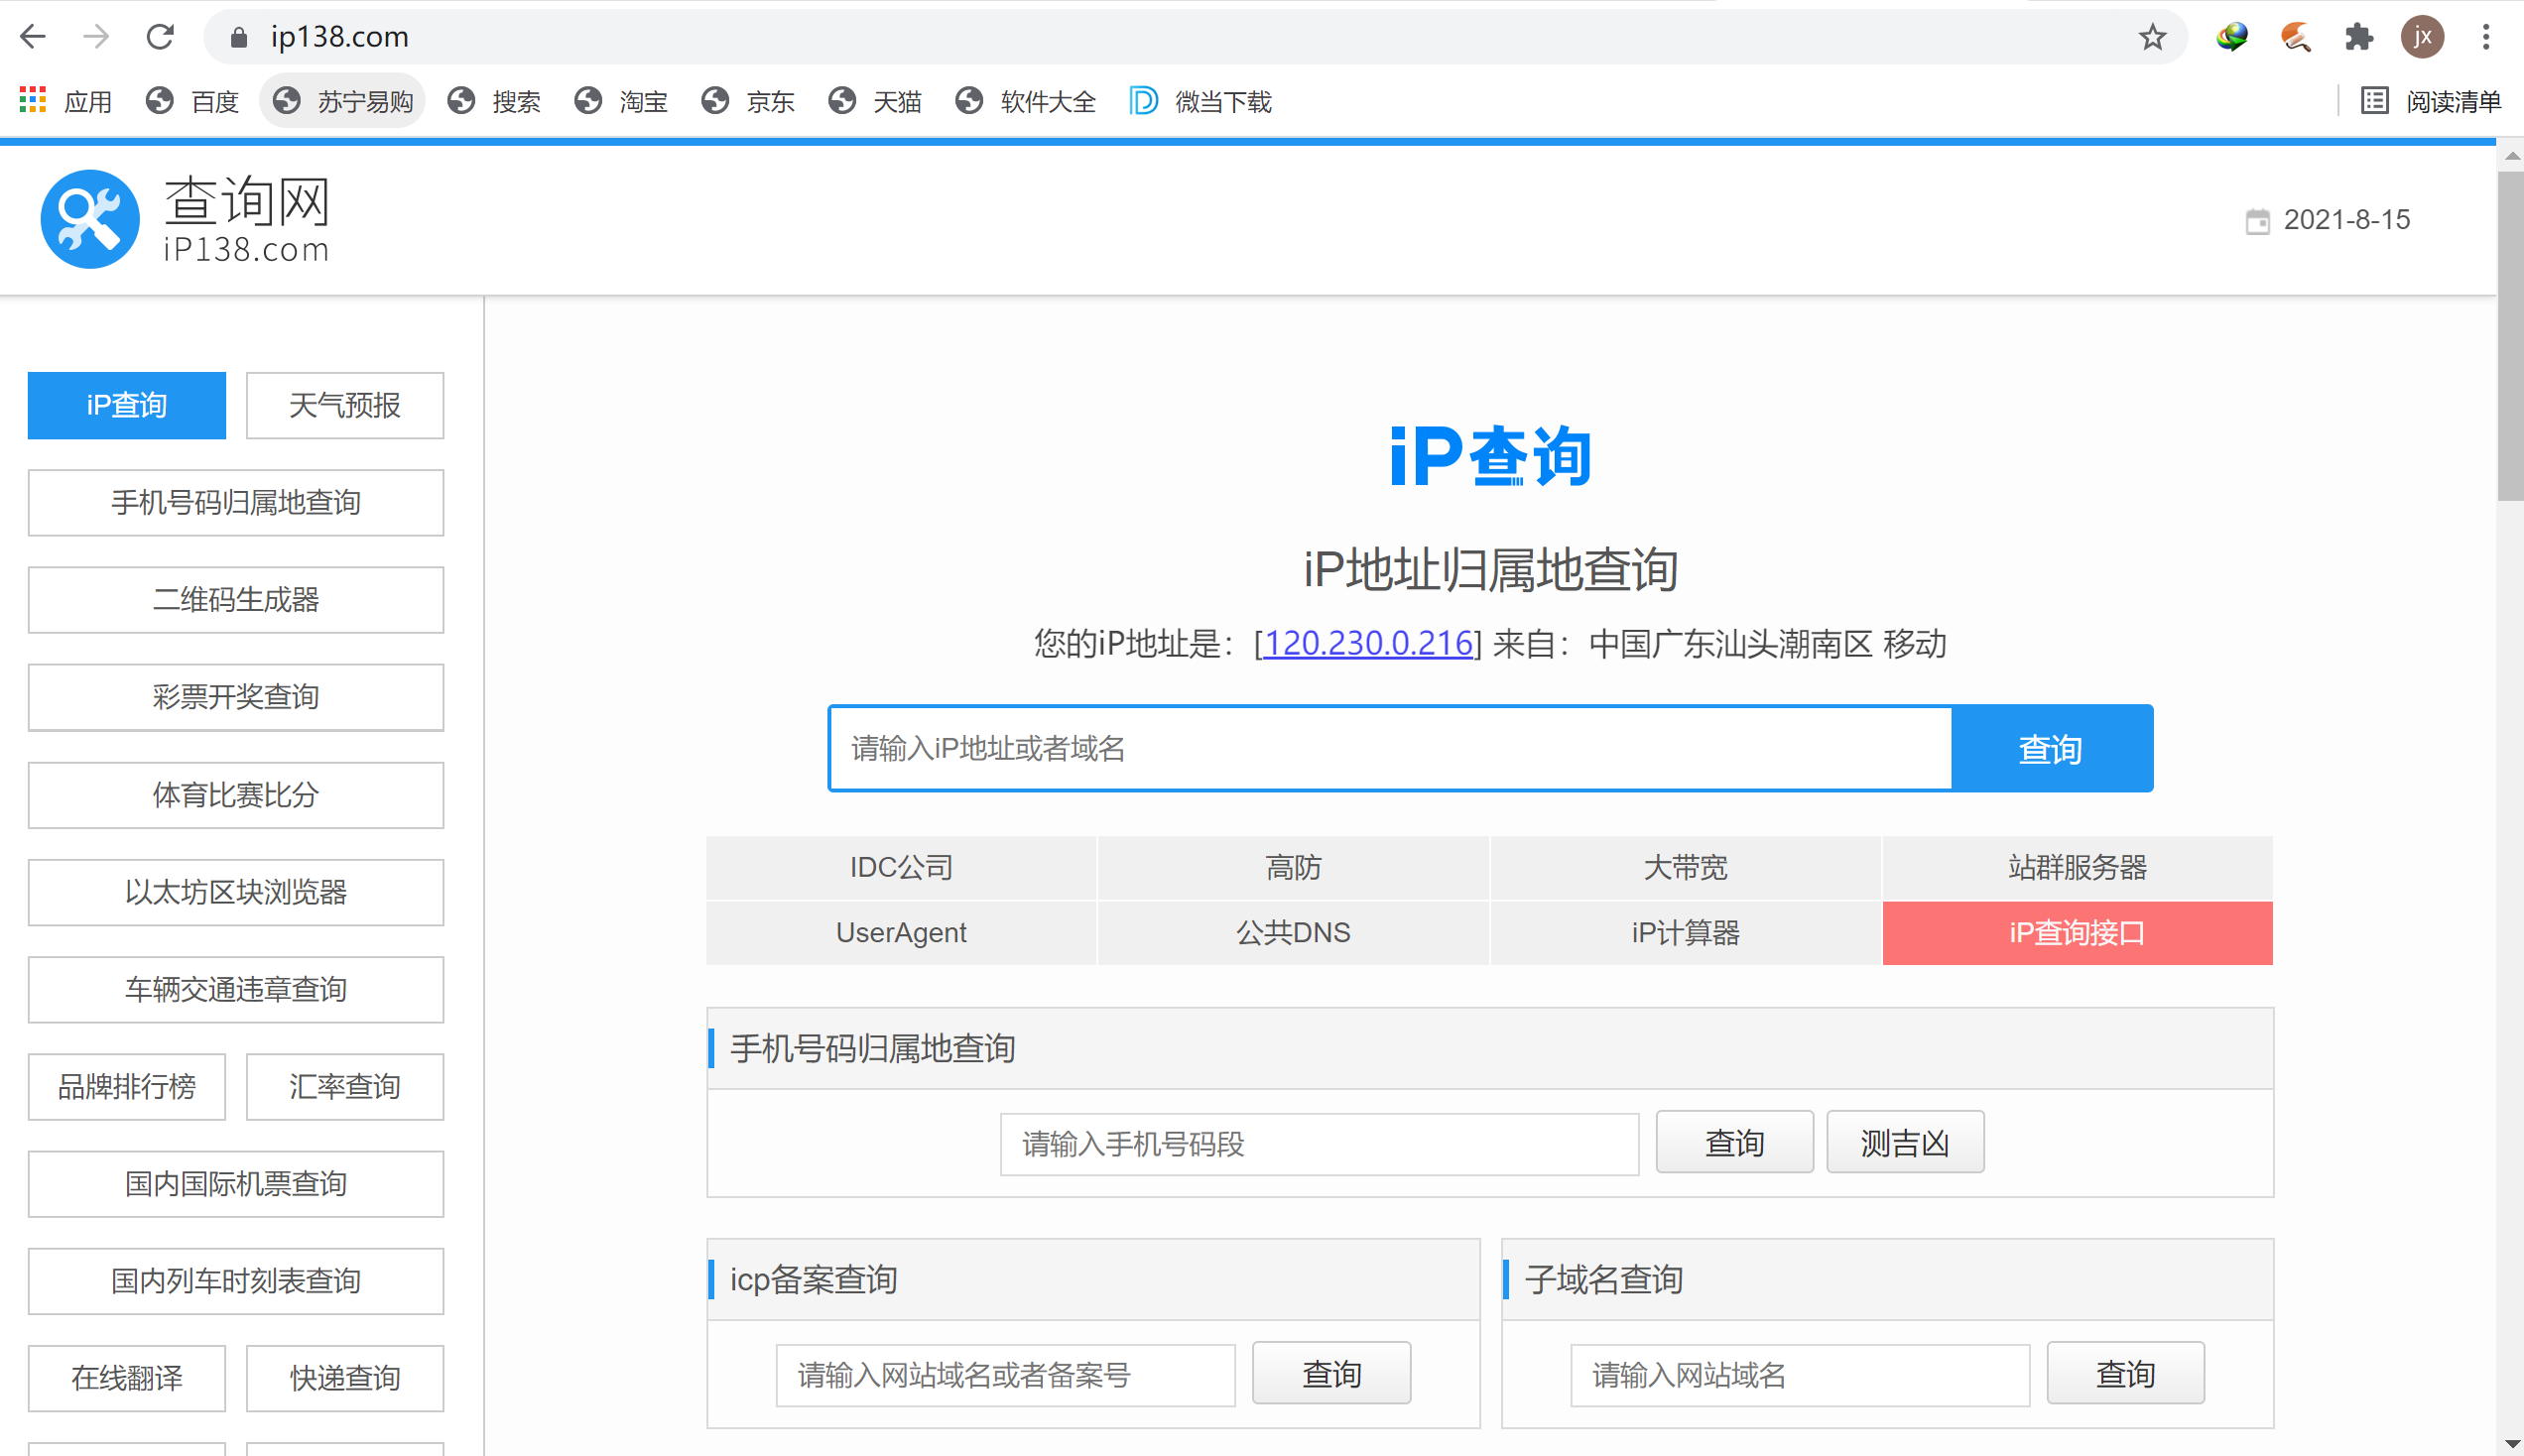 ip138.com
jx
应用 百度 苏宁易购 搜索 淘宝 京东 天猫 软件大全 微当下载 阅读清单
查询网
iP138.com
2021-8-15
iP查询 天气预报
手机号码归属地查询
二维码生成器
彩票开奖查询
体育比赛比分
以太坊区块浏览器
车辆交通违章查询
品牌排行榜 汇率查询
国内国际机票查询
国内列车时刻表查询
在线翻译 快递查询
iP查询
iP地址归属地查询
您的iP地址是：[120.230.0.216] 来自：中国广东汕头潮南区 移动
请输入iP地址或者域名 查询
IDC公司 高防 大带宽 站群服务器
UserAgent 公共DNS iP计算器 iP查询接口
手机号码归属地查询
请输入手机号码段 查询 测吉凶
icp备案查询 子域名查询
请输入网站域名或者备案号 查询 请输入网站域名 查询